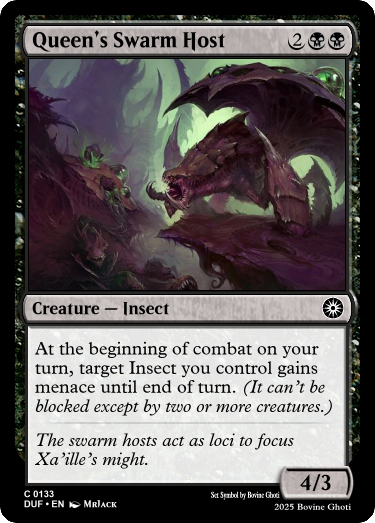 Queen's Swarm Host 2
Creature — Insect
At the beginning of combat on your
turn, target Insect you control gains
menace until end of turn. (It can't be
blocked except by two or more creatures.)
The swarm hosts act as loci to focus
Xa'ille's might.
4/3
C 0133
DUF • EN MrJack
Set Symbol by Bovine Ghoti
2025 Bovine Ghoti